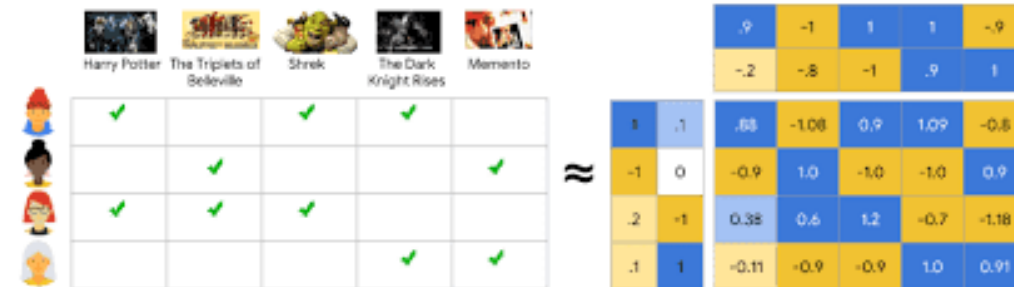 Harry Potter The Triplets of Belleville Shrek The Dark Knight Rises Memento
.9 -1 1 1 -.9
-.2 -.8 -1 .9 1
1 .1 .88 -1.08 0.9 1.09 -0.8
-1 0 -0.9 1.0 -1.0 -1.0 0.9
≈
.2 -1 0.38 0.6 1.2 -0.7 -1.18
.1 1 -0.11 -0.9 -0.9 1.0 0.91